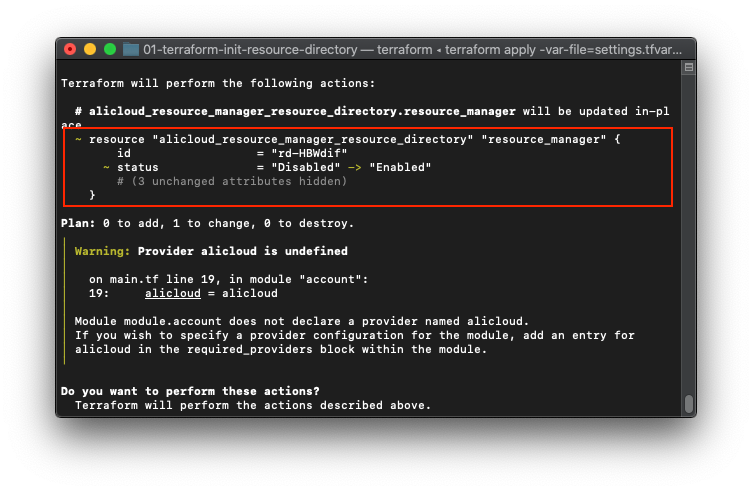 01-terraform-init-resource-directory — terraform ◂ terraform apply -var-file=settings.tfvar...
Terraform will perform the following actions:
  # alicloud_resource_manager_resource_directory.resource_manager will be updated in-pl
ace
  ~ resource "alicloud_resource_manager_resource_directory" "resource_manager" {
        id                  = "rd-HBWdif"
      ~ status              = "Disabled" -> "Enabled"
        # (3 unchanged attributes hidden)
    }
Plan: 0 to add, 1 to change, 0 to destroy.
Warning: Provider alicloud is undefined
  on main.tf line 19, in module "account":
  19:     alicloud = alicloud
Module module.account does not declare a provider named alicloud.
If you wish to specify a provider configuration for the module, add an entry for
alicloud in the required_providers block within the module.
Do you want to perform these actions?
  Terraform will perform the actions described above.